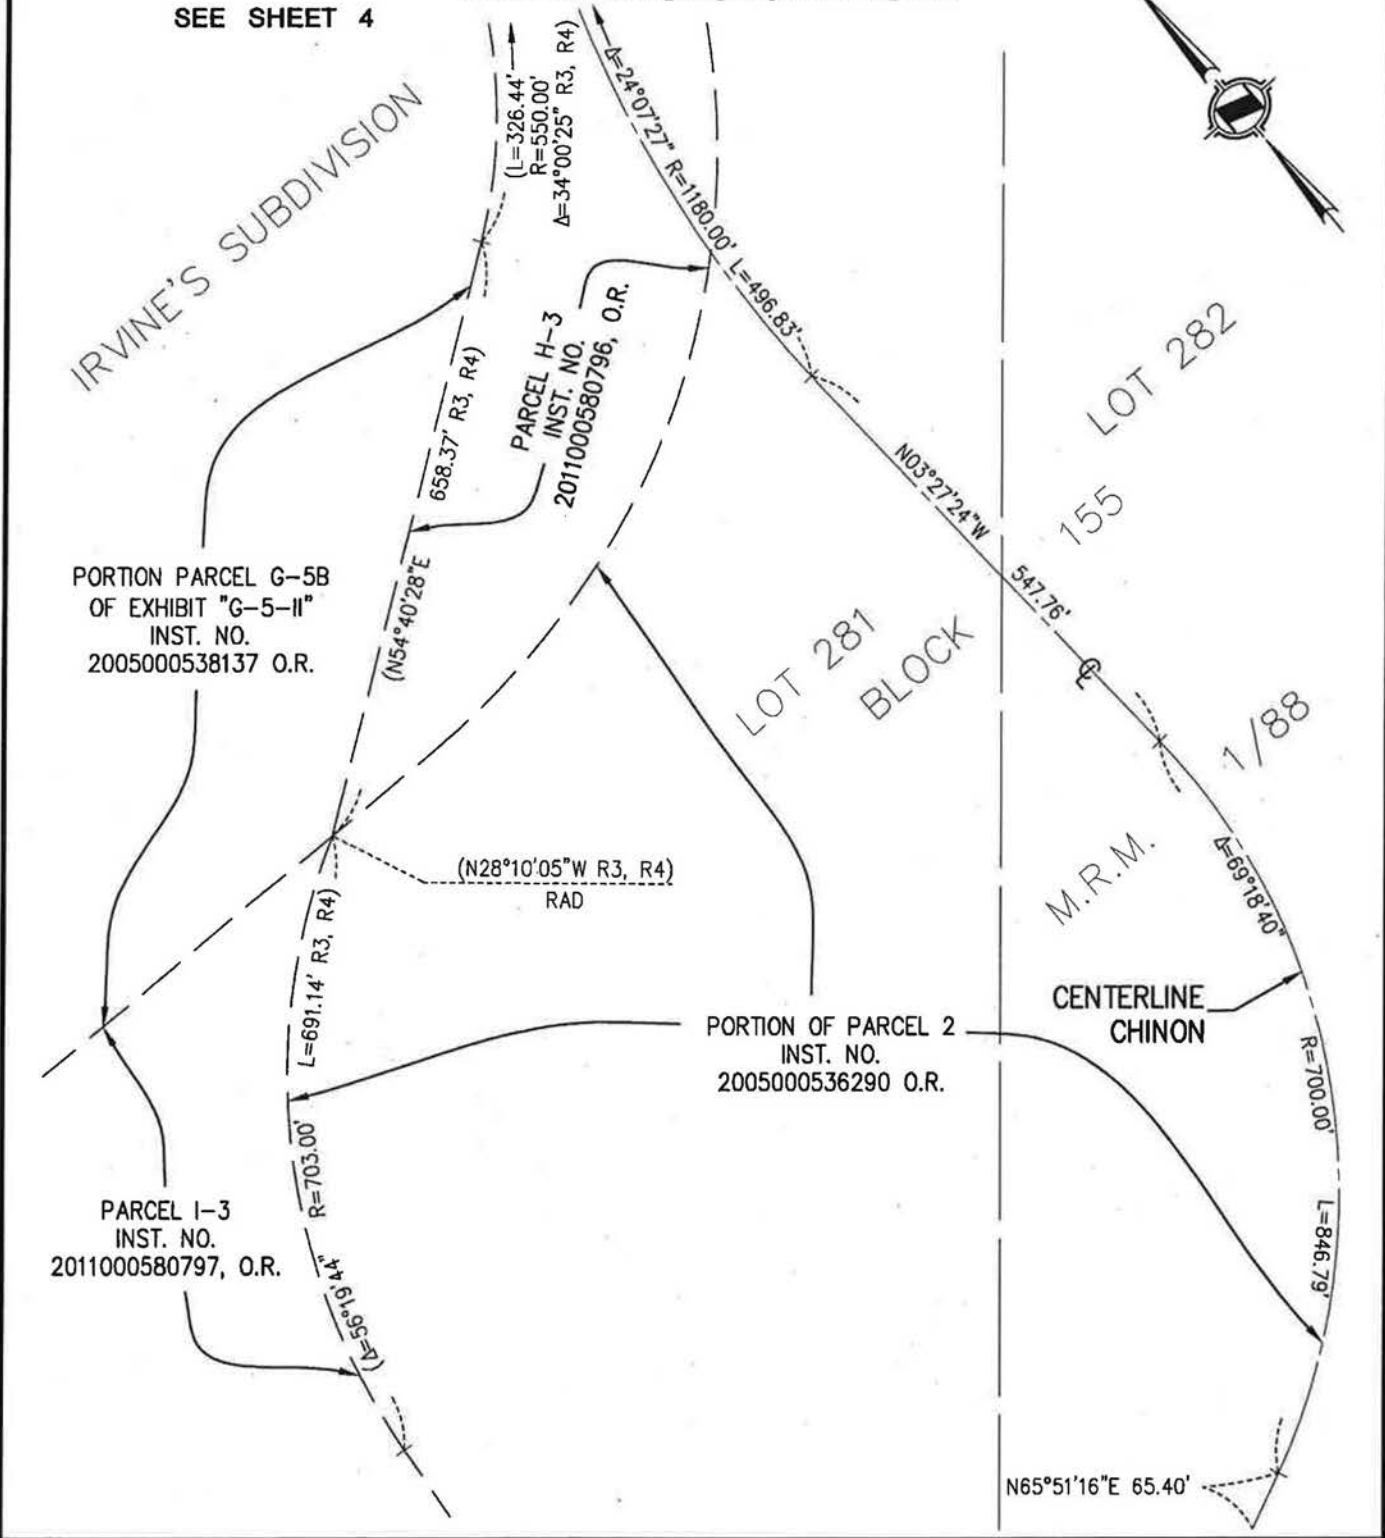 SEE SHEET 4
IRVINE'S SUBDIVISION
(L=326.44'
R=550.00'
Δ=34°00'25" R3, R4)
Δ=24°07'27" R=1180.00' L=496.83'
PARCEL H-3
INST. NO.
2011000580796, O.R.
658.37' R3, R4)
(N54°40'28"E
LOT 282
N03°27'24"W
547.76'
155
PORTION PARCEL G-5B
OF EXHIBIT "G-5-II"
INST. NO.
2005000538137 O.R.
LOT 281
BLOCK
℄
1/88
M.R.M.
(N28°10'05"W R3, R4)
RAD
Δ=69°18'40"
L=691.14' R3, R4)
R=703.00'
(Δ=56°19'44"
CENTERLINE
CHINON
PORTION OF PARCEL 2
INST. NO.
2005000536290 O.R.
R=700.00'
L=846.79'
PARCEL I-3
INST. NO.
2011000580797, O.R.
N65°51'16"E 65.40'